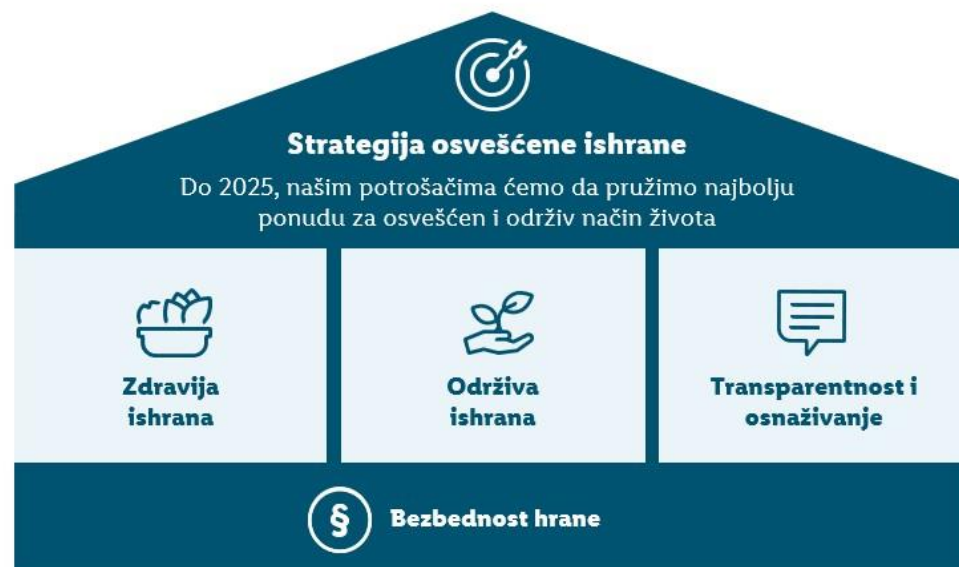 Strategija osvešćene ishrane
Do 2025, našim potrošačima ćemo da pružimo najbolju
ponudu za osvešćen i održiv način života
Zdravija
ishrana
Održiva
ishrana
Transparentnost i
osnaživanje
§ Bezbednost hrane